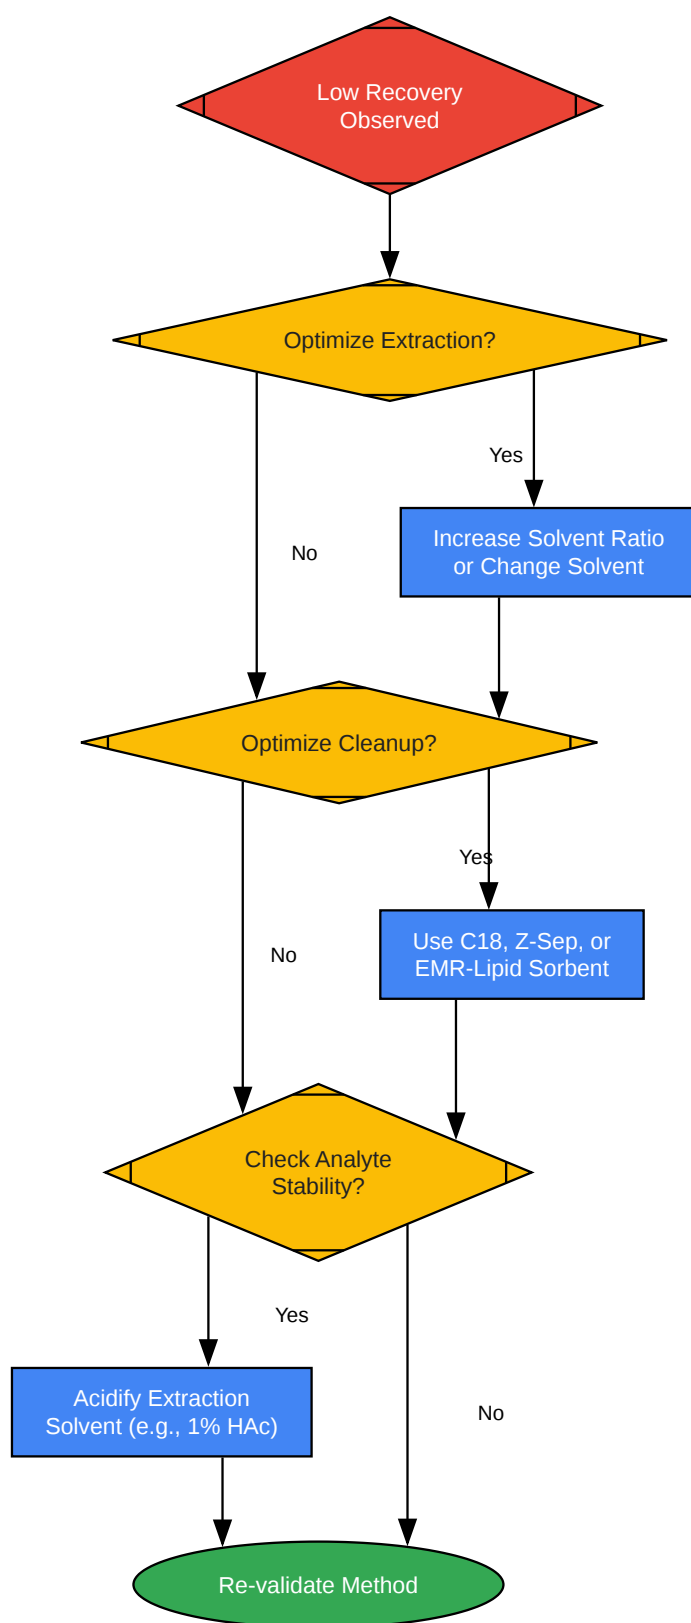 Low Recovery
Observed
Optimize Extraction?
Yes
Increase Solvent Ratio
or Change Solvent
No
Optimize Cleanup?
Yes
Use C18, Z-Sep, or
EMR-Lipid Sorbent
No
Check Analyte
Stability?
Yes
Acidify Extraction
Solvent (e.g., 1% HAc)
No
Re-validate Method